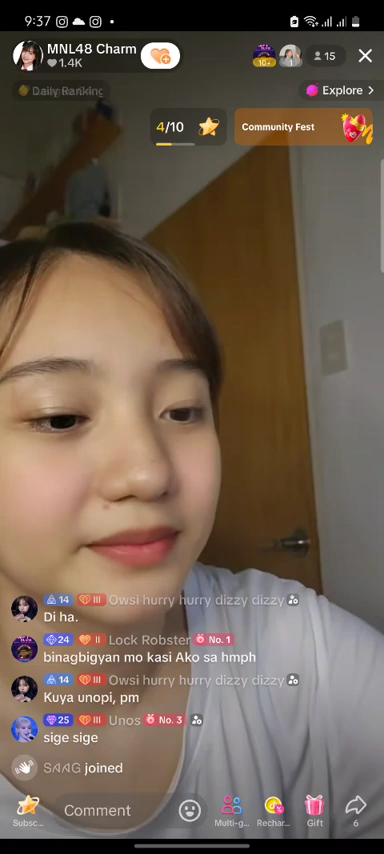 9:37
MNL48 Charm
1.4K
10+
15
Daily Ranking
Explore >
4/10
Community Fest
14 III Owsi hurry hurry dizzy dizzy dizzy
Di ha.
24 II Lock Robster No. 1
binagbigyan mo kasi Ako sa hmph
14 III Owsi hurry hurry dizzy dizzy dizzy
Kuya unopi, pm
25 III Unos No. 3
sige sige
SAAG joined
Subsc... Comment Multi-g... Rechar... Gift 6